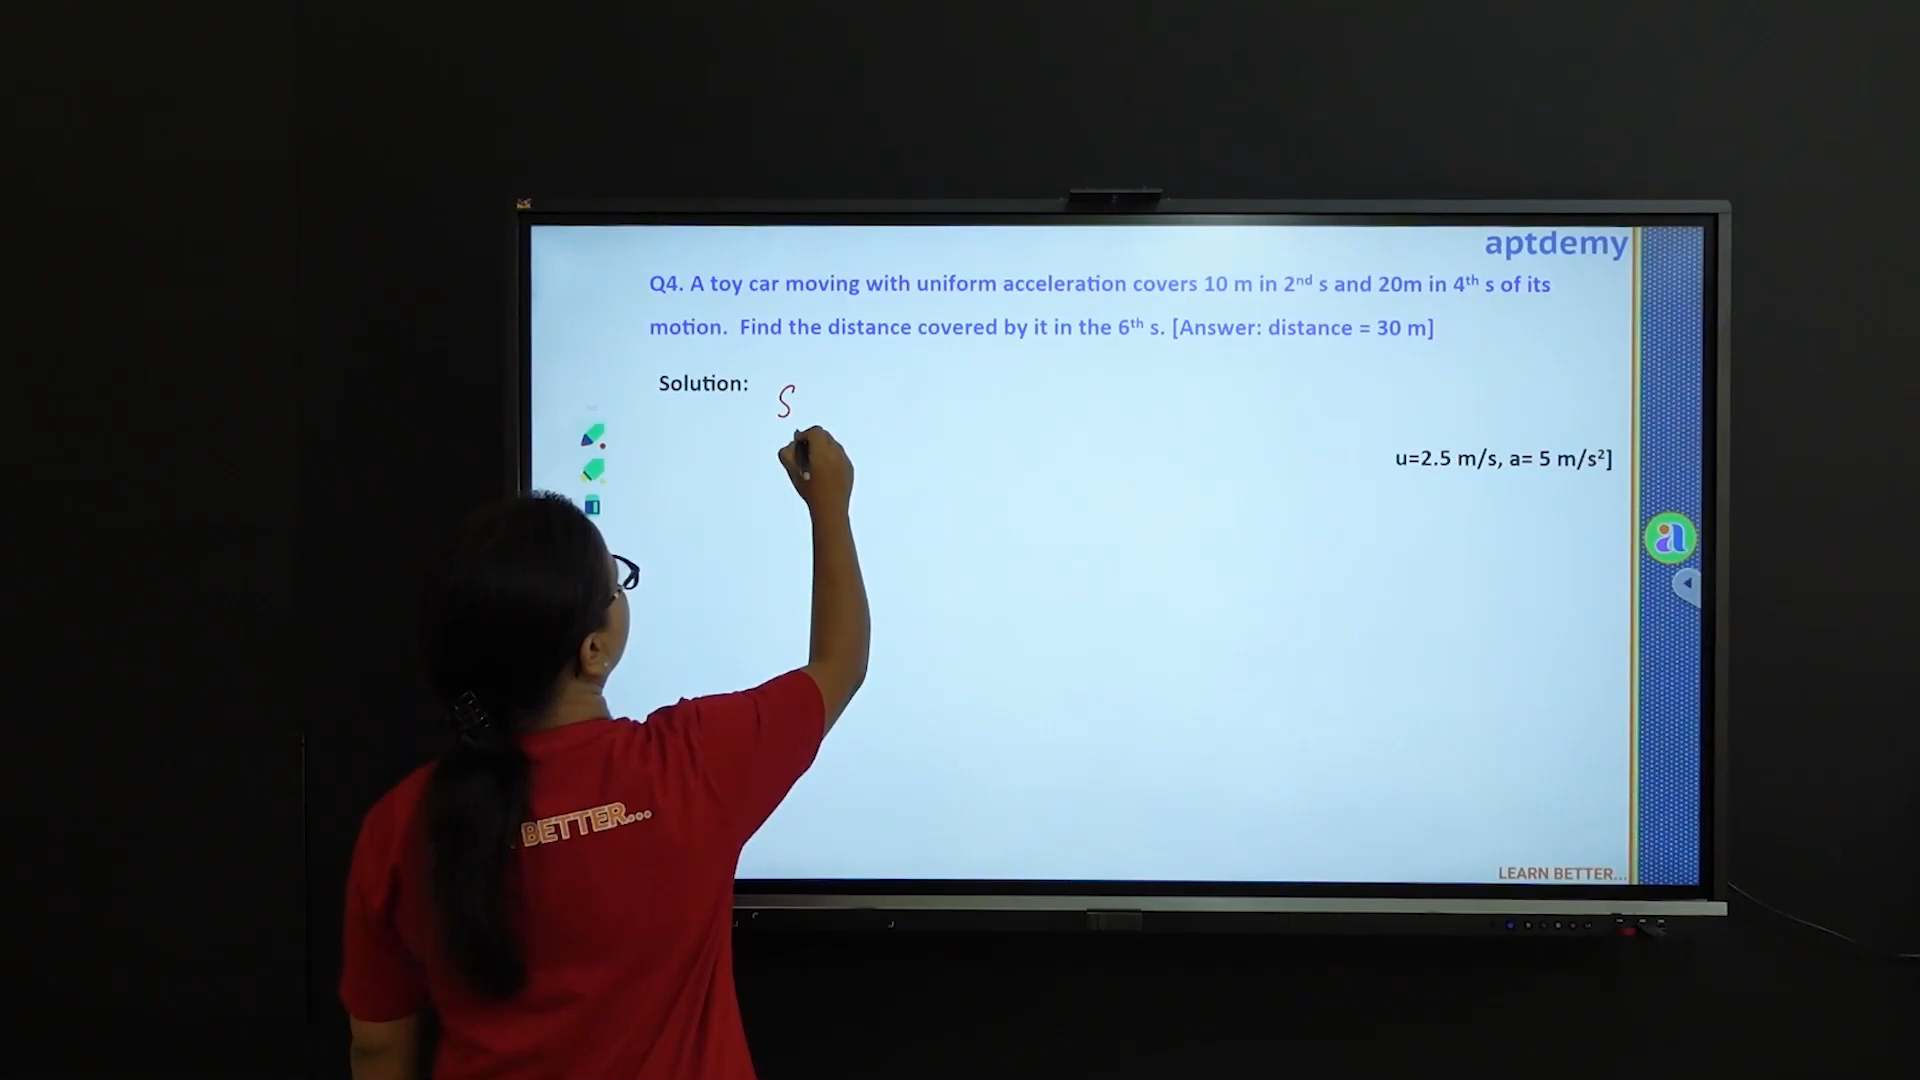 aptdemy
Q4. A toy car moving with uniform acceleration covers 10 m in 2ⁿᵈ s and 20m in 4ᵗʰ s of its
motion. Find the distance covered by it in the 6ᵗʰ s. [Answer: distance = 30 m]
Solution: S
u=2.5 m/s, a= 5 m/s²]
a
BETTER...
LEARN BETTER...